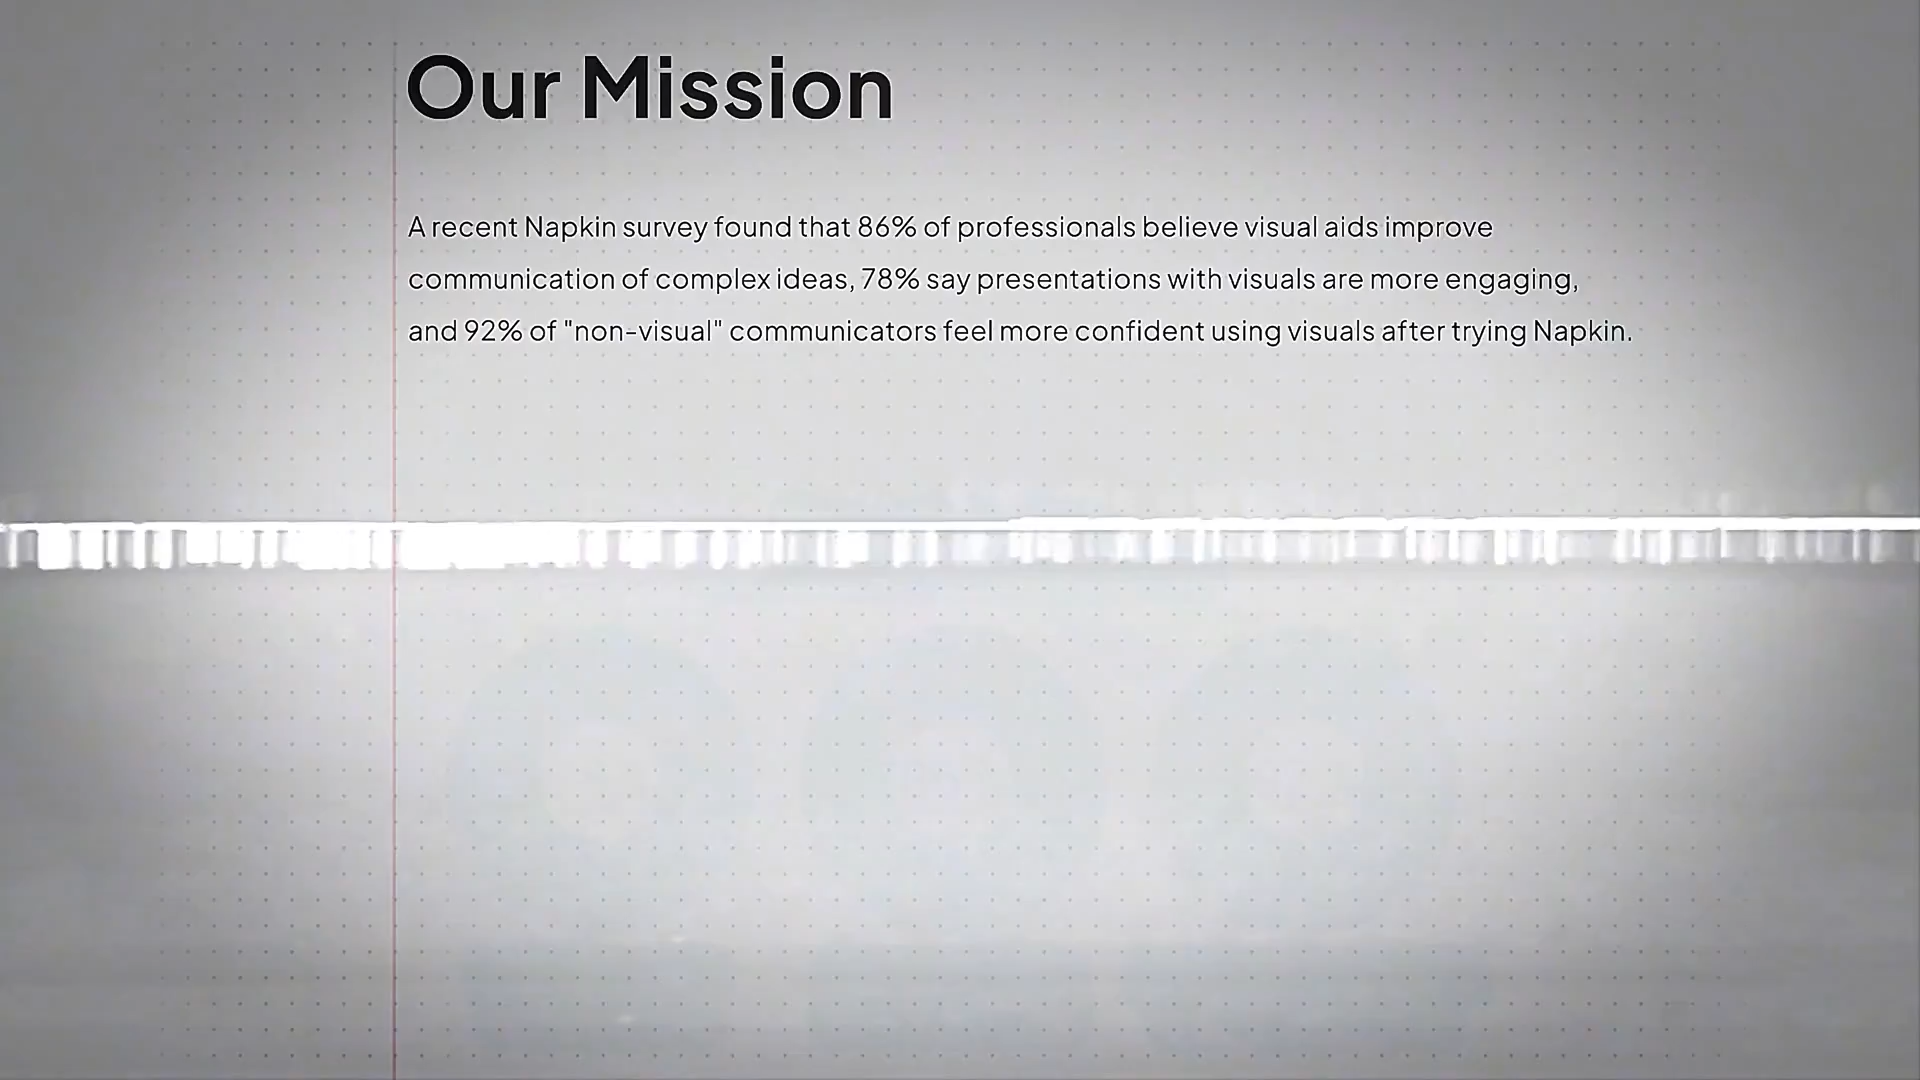 Our Mission
A recent Napkin survey found that 86% of professionals believe visual aids improve
communication of complex ideas, 78% say presentations with visuals are more engaging,
and 92% of "non-visual" communicators feel more confident using visuals after trying Napkin.